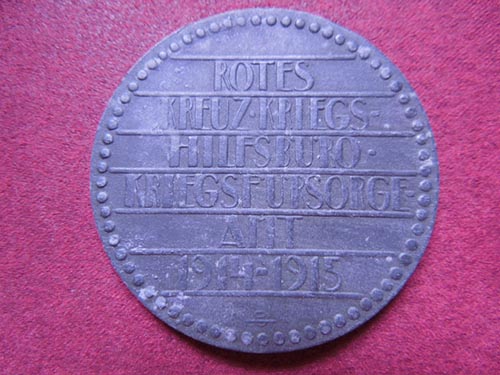 ROTES
KREUZ·KRIEGS-
HILFSBÜRO·
KRIEGSFÜRSORGE
AMT
1914-1915